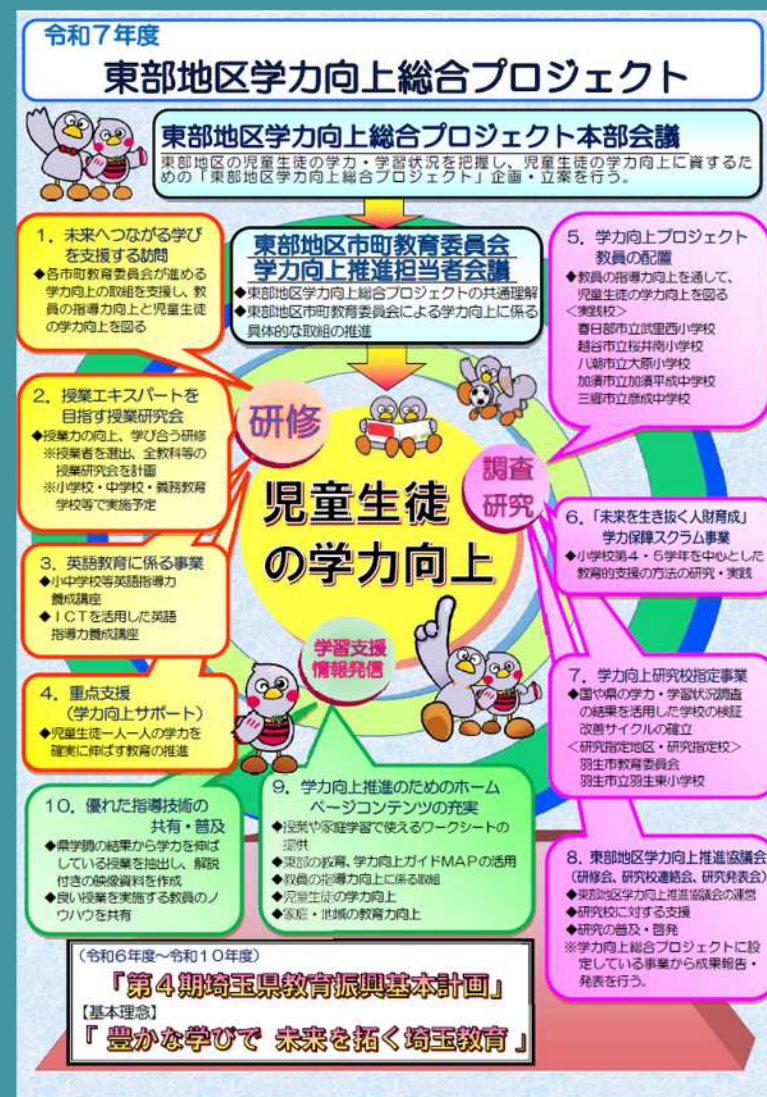 令和7年度
東部地区学力向上総合プロジェクト
東部地区学力向上総合プロジェクト本部会議
東部地区の児童生徒の学力・学習状況を把握し、児童生徒の学力向上に資するた
めの「東部地区学力向上総合プロジェクト」企画・立案を行う。
東部地区市町教育委員会
学力向上推進担当者会議
◆東部地区学力向上総合プロジェクトの共通理解
◆東部地区市町教育委員会による学力向上に係る
具体的な取組の推進
1．未来へつながる学び
を支援する訪問
◆各市町教育委員会が進める
学力向上の取組を支援し、教
員の指導力向上と児童生徒
の学力向上を図る
2．授業エキスパートを
目指す授業研究会
◆授業力の向上、学び合う研修
※授業者を選出、全教科等の
授業研究会を計画
※小学校・中学校・義務教育
学校等で実施予定
3．英語教育に係る事業
◆小中学校等英語指導力
養成講座
◆ICTを活用した英語
指導力養成講座
4．重点支援
（学力向上サポート）
◆児童生徒一人一人の学力を
確実に伸ばす教育の推進
研修
調査
研究
児童生徒
の学力向上
学習支援
情報発信
5．学力向上プロジェクト
教員の配置
◆教員の指導力向上を通して、
児童生徒の学力向上を図る
＜実践校＞
春日部市立武里西小学校
越谷市立桜井南小学校
八潮市立大原小学校
加須市立加須平成中学校
三郷市立彦成中学校
6．「未来を生き抜く人財育成」
学力保障スクラム事業
◆小学校第4・5学年を中心とした
教育的支援の方法の研究・実践
7．学力向上研究校指定事業
◆国や県の学力・学習状況調査
の結果を活用した学校の検証
改善サイクルの確立
＜研究指定地区・研究指定校＞
羽生市教育委員会
羽生市立羽生東小学校
8．東部地区学力向上推進協議会
（研修会、研究校連絡会、研究発表会）
◆東部地区学力向上推進協議会の運営
◆研究校に対する支援
◆研究の普及・啓発
※学力向上総合プロジェクトに設
定している事業から成果報告・
発表を行う。
9．学力向上推進のためのホーム
ページコンテンツの充実
◆授業や家庭学習で使えるワークシートの
提供
◆東部の教育、学力向上ガイドMAPの活用
◆教員の指導力向上に係る取組
◆児童生徒の学力向上
◆家庭・地域の教育力向上
10．優れた指導技術の
共有・普及
◆県学調の結果から学力を伸ば
している授業を抽出し、解説
付きの映像資料を作成
◆良い授業を実施する教員のノ
ウハウを共有
（令和6年度～令和10年度）
「第4期埼玉県教育振興基本計画」
【基本理念】
「 豊かな学びで 未来を拓く埼玉教育 」